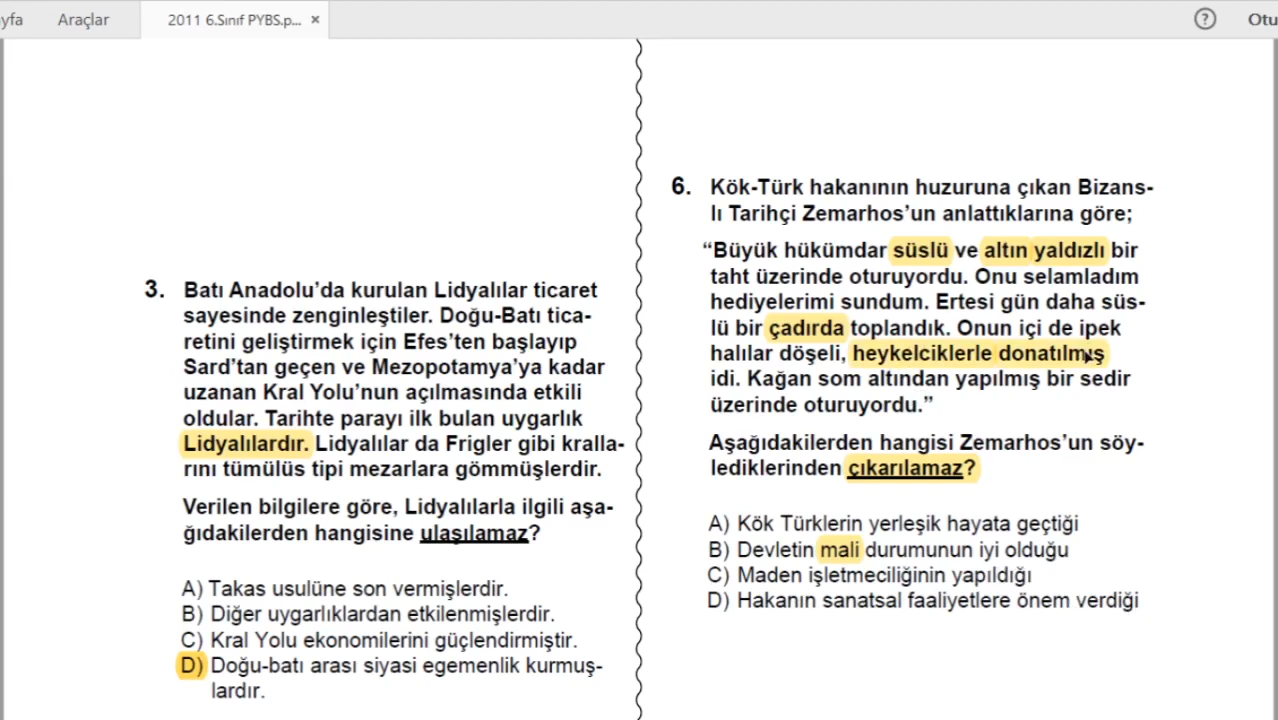 yfa
Araçlar
2011 6.Sınıf PYBS.p... ×
?
Otu
3. Batı Anadolu’da kurulan Lidyalılar ticaret
sayesinde zenginleştiler. Doğu-Batı tica-
retini geliştirmek için Efes’ten başlayıp
Sard’tan geçen ve Mezopotamya’ya kadar
uzanan Kral Yolu’nun açılmasında etkili
oldular. Tarihte parayı ilk bulan uygarlık
Lidyalılardır. Lidyalılar da Frigler gibi kralla-
rını tümülüs tipi mezarlara gömmüşlerdir.
Verilen bilgilere göre, Lidyalılarla ilgili aşa-
ğıdakilerden hangisine ulaşılamaz?
A) Takas usulüne son vermişlerdir.
B) Diğer uygarlıklardan etkilenmişlerdir.
C) Kral Yolu ekonomilerini güçlendirmiştir.
D) Doğu-batı arası siyasi egemenlik kurmuş-
lardır.
6. Kök-Türk hakanının huzuruna çıkan Bizans-
lı Tarihçi Zemarhos’un anlattıklarına göre;
“Büyük hükümdar süslü ve altın yaldızlı bir
taht üzerinde oturuyordu. Onu selamladım
hediyelerimi sundum. Ertesi gün daha süs-
lü bir çadırda toplandık. Onun içi de ipek
halılar döşeli, heykelciklerle donatılmış
idi. Kağan som altından yapılmış bir sedir
üzerinde oturuyordu.”
Aşağıdakilerden hangisi Zemarhos’un söy-
lediklerinden çıkarılamaz?
A) Kök Türklerin yerleşik hayata geçtiği
B) Devletin mali durumunun iyi olduğu
C) Maden işletmeciliğinin yapıldığı
D) Hakanın sanatsal faaliyetlere önem verdiği